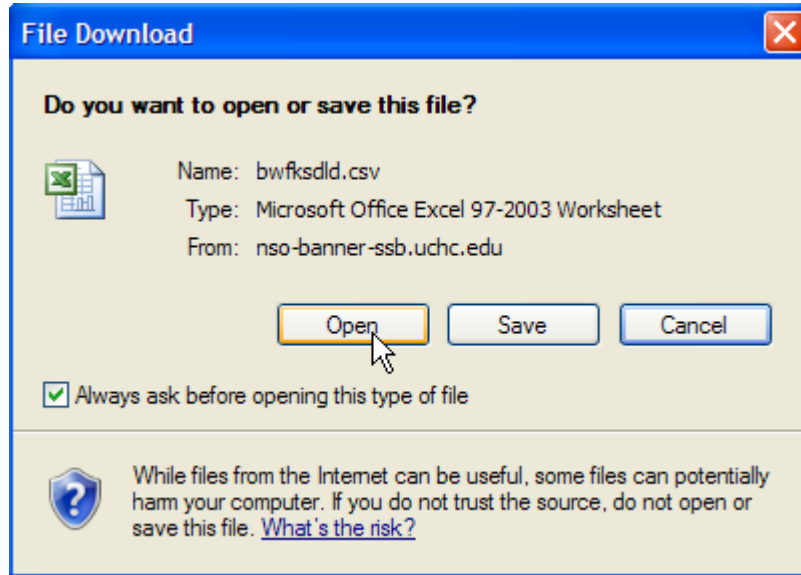 File Download
Do you want to open or save this file?
Name: bwfksdld.csv
Type: Microsoft Office Excel 97-2003 Worksheet
From: nso-banner-ssb.uchc.edu
Open Save Cancel
Always ask before opening this type of file
While files from the Internet can be useful, some files can potentially
harm your computer. If you do not trust the source, do not open or
save this file. What's the risk?